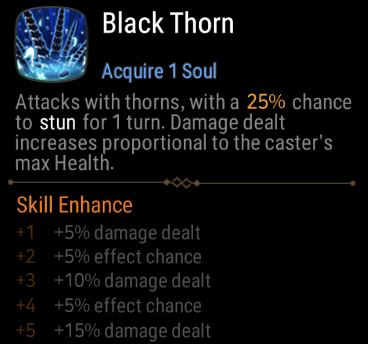 Black Thorn
Acquire 1 Soul
Attacks with thorns, with a 25% chance
to stun for 1 turn. Damage dealt
increases proportional to the caster's
max Health.
Skill Enhance
+1 +5% damage dealt
+2 +5% effect chance
+3 +10% damage dealt
+4 +5% effect chance
+5 +15% damage dealt